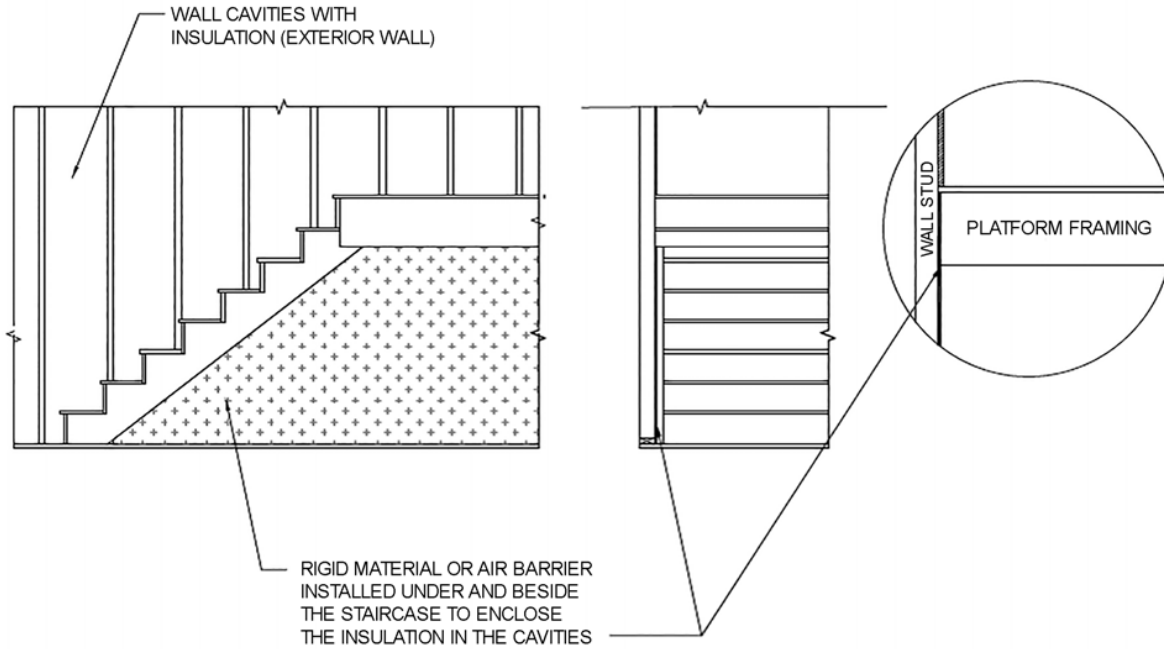 WALL CAVITIES WITH
INSULATION (EXTERIOR WALL)
WALL STUD
PLATFORM FRAMING
RIGID MATERIAL OR AIR BARRIER
INSTALLED UNDER AND BESIDE
THE STAIRCASE TO ENCLOSE
THE INSULATION IN THE CAVITIES